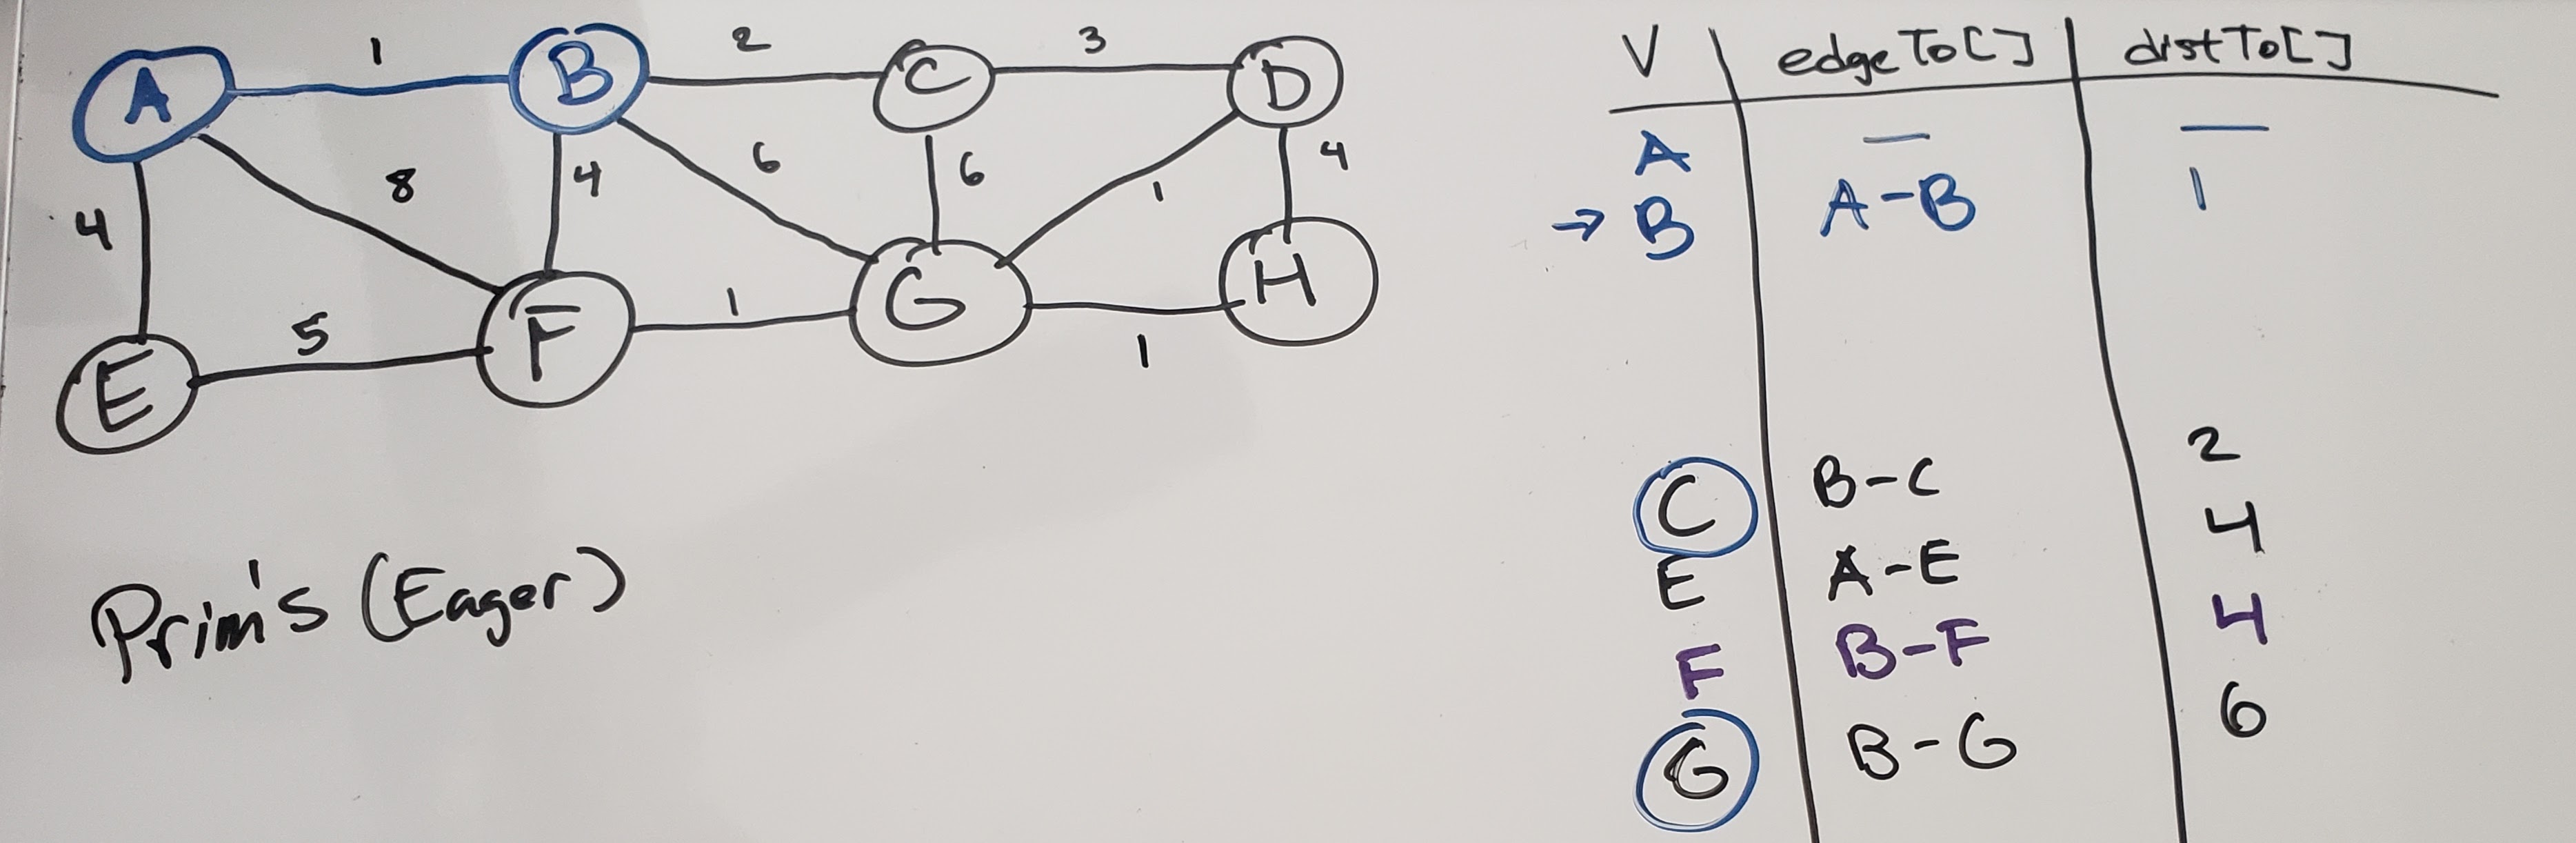 1 2 3
A B C D
8 4 6 6 1 4
4
E 5 F 1 G 1 H
Prim's (Eager)
V edgeTo[] distTo[]
A — —
→ B A-B 1
C B-C 2
E A-E 4
F B-F 4
G B-G 6